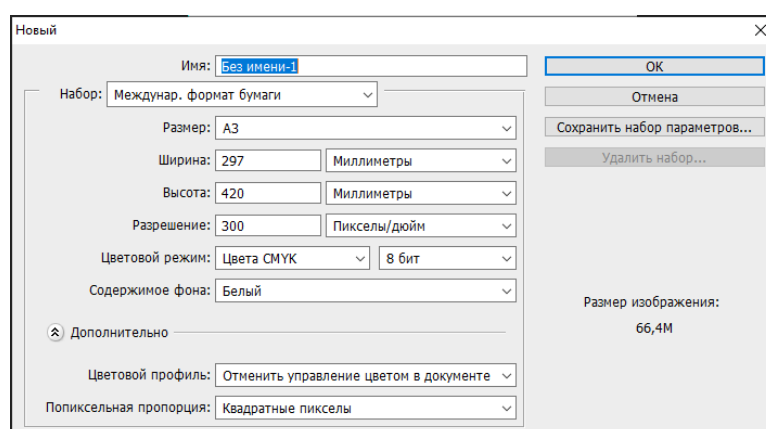 Новый
Имя: Без имени-1
OK
Набор: Междунар. формат бумаги
Отмена
Размер: A3
Сохранить набор параметров...
Ширина: 297 Миллиметры
Удалить набор...
Высота: 420 Миллиметры
Разрешение: 300 Пикселы/дюйм
Цветовой режим: Цвета CMYK 8 бит
Содержимое фона: Белый
Размер изображения:
66,4M
Дополнительно
Цветовой профиль: Отменить управление цветом в документе
Попиксельная пропорция: Квадратные пикселы